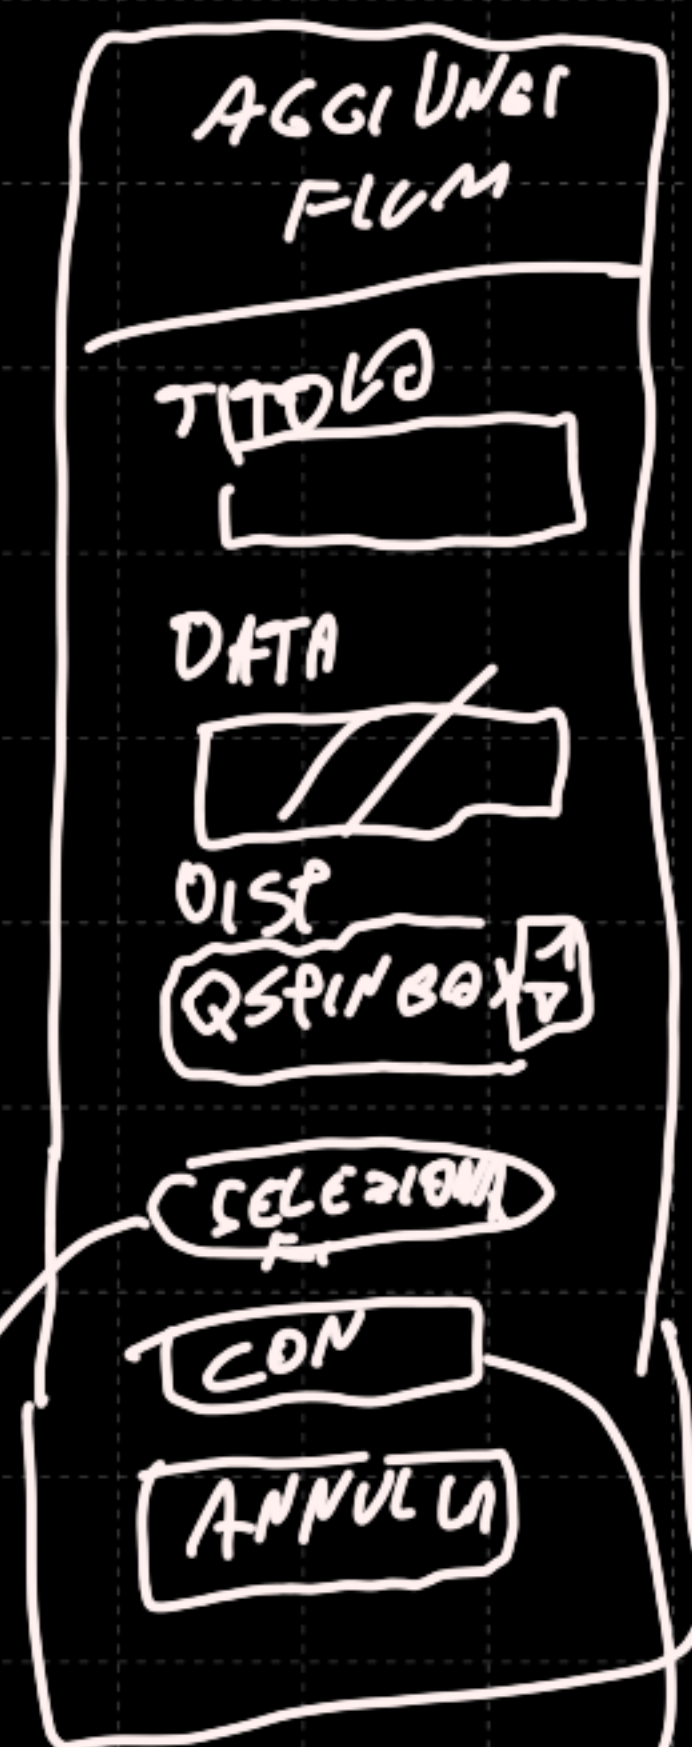 AGGIUNGI
FILM
TITOLO
DATA
DISP
QSPINBOX
SELEZIONA
CON
ANNULLA